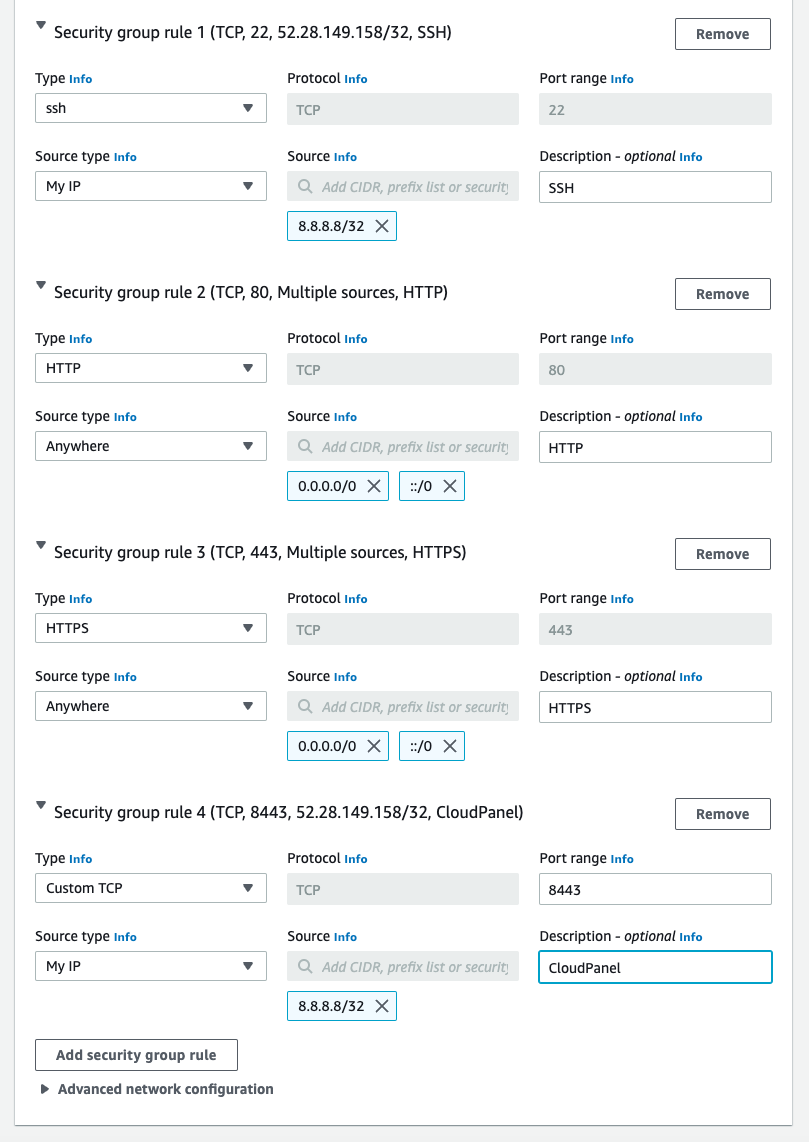 Security group rule 1 (TCP, 22, 52.28.149.158/32, SSH)
Remove
Type Info
Protocol Info
Port range Info
ssh
TCP
22
Source type Info
Source Info
Description - optional Info
My IP
Add CIDR, prefix list or security
SSH
8.8.8.8/32
Security group rule 2 (TCP, 80, Multiple sources, HTTP)
Remove
Type Info
Protocol Info
Port range Info
HTTP
TCP
80
Source type Info
Source Info
Description - optional Info
Anywhere
Add CIDR, prefix list or security
HTTP
0.0.0.0/0
::/0
Security group rule 3 (TCP, 443, Multiple sources, HTTPS)
Remove
Type Info
Protocol Info
Port range Info
HTTPS
TCP
443
Source type Info
Source Info
Description - optional Info
Anywhere
Add CIDR, prefix list or security
HTTPS
0.0.0.0/0
::/0
Security group rule 4 (TCP, 8443, 52.28.149.158/32, CloudPanel)
Remove
Type Info
Protocol Info
Port range Info
Custom TCP
TCP
8443
Source type Info
Source Info
Description - optional Info
My IP
Add CIDR, prefix list or security
CloudPanel
8.8.8.8/32
Add security group rule
Advanced network configuration